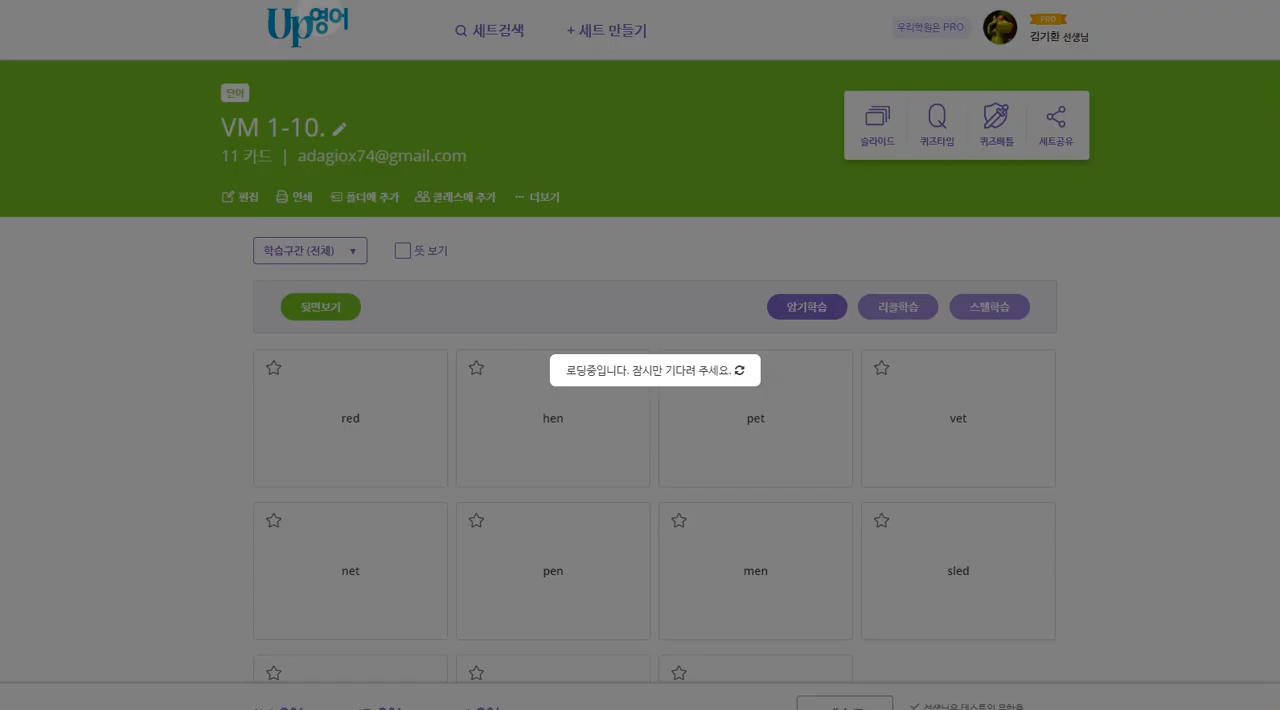 Up영어
세트검색
+ 세트 만들기
우리학원은 PRO
PRO
김기환 선생님
단어
VM 1-10.
11 카드 | adagiox74@gmail.com
슬라이드
퀴즈타임
퀴즈배틀
세트공유
편집
인쇄
폴더에 추가
클래스에 추가
··· 더보기
학습구간 (전체) ▼
뜻 보기
뒷면보기
암기학습
리콜학습
스펠학습
로딩중입니다. 잠시만 기다려 주세요.
red
hen
pet
vet
net
pen
men
sled